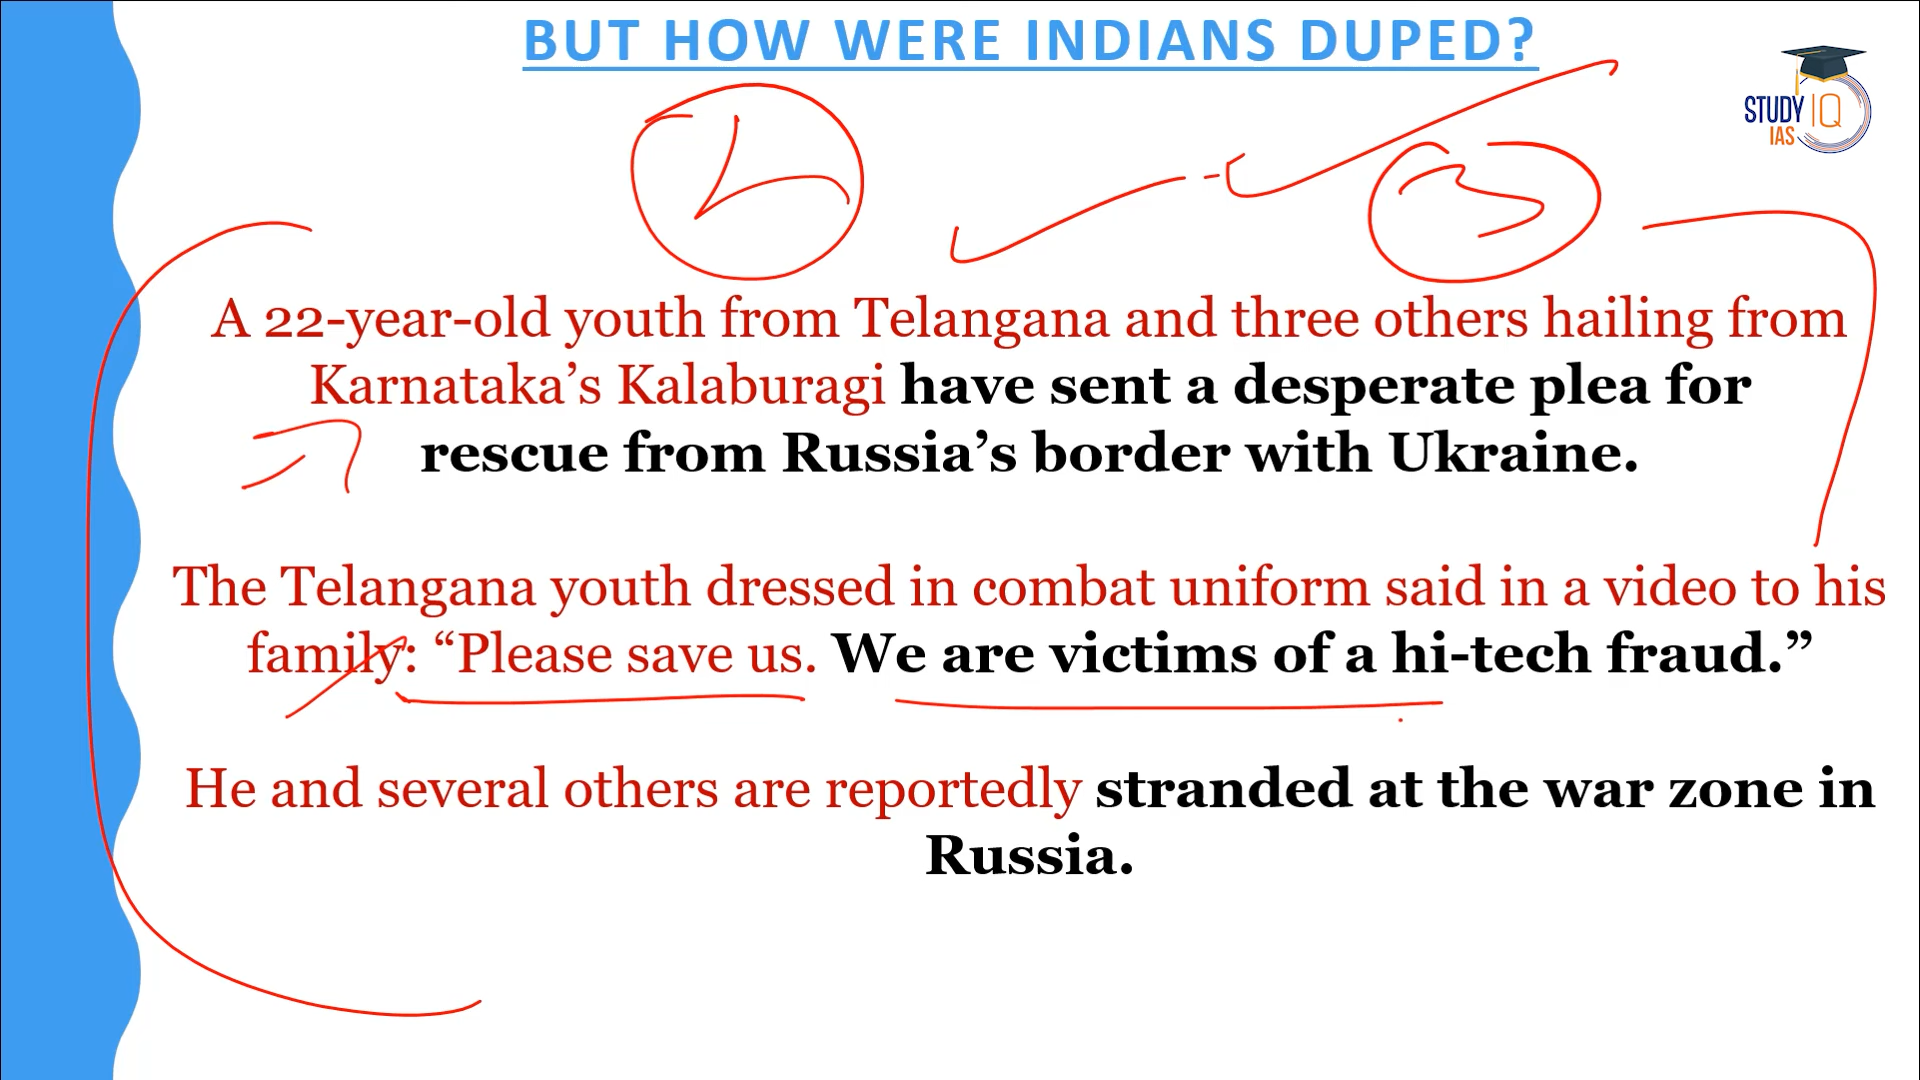 BUT HOW WERE INDIANS DUPED?
STUDY IQ
IAS
3
A 22-year-old youth from Telangana and three others hailing from
Karnataka’s Kalaburagi have sent a desperate plea for
rescue from Russia’s border with Ukraine.
The Telangana youth dressed in combat uniform said in a video to his
family: “Please save us. We are victims of a hi-tech fraud.”
He and several others are reportedly stranded at the war zone in
Russia.